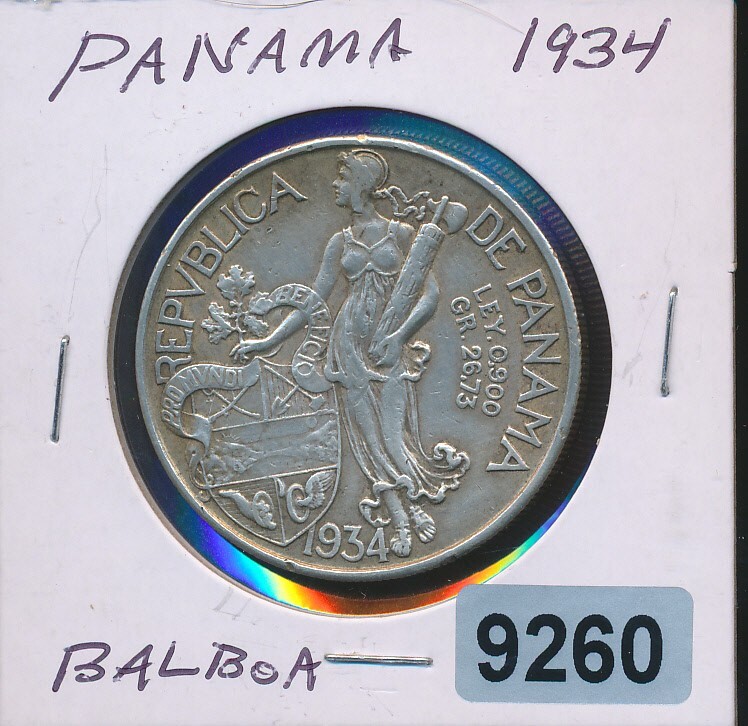 PANAMA 1934
REPVBLICA DE PANAMA
LEY. 0.900
GR. 26.73
PRO MVNDI
BENEFICIO
1934
BALBOA
9260